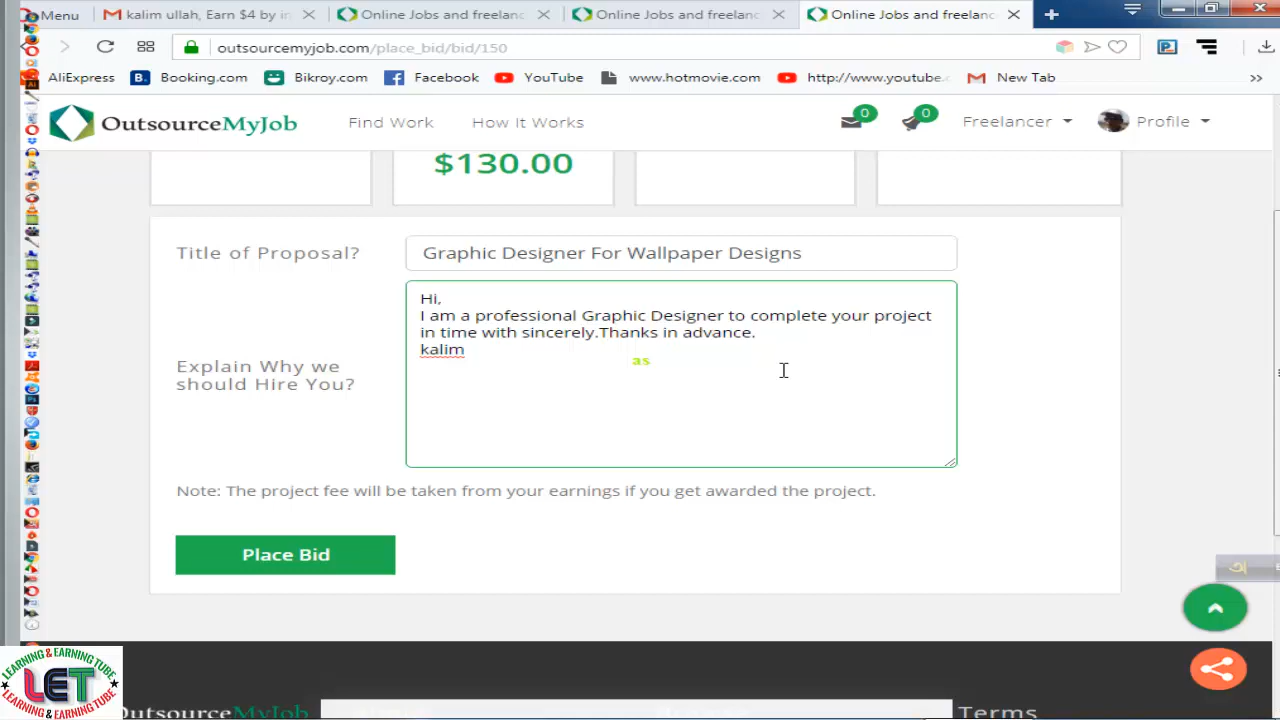 Menu
kalim ullah, Earn $4 by in
Online Jobs and freelanc
Online Jobs and freelanc
Online Jobs and freelanc
outsourcemyjob.com/place_bid/bid/150
AliExpress
B. Booking.com
Bikroy.com
Facebook
YouTube
www.hotmovie.com
http://www.youtube.c
New Tab
OutsourceMyJob
Find Work
How It Works
0
0
Freelancer
Profile
$130.00
Title of Proposal?
Graphic Designer For Wallpaper Designs
Explain Why we
should Hire You?
Hi,
I am a professional Graphic Designer to complete your project
in time with sincerely.Thanks in advance.
kalim
as
Note: The project fee will be taken from your earnings if you get awarded the project.
Place Bid
LEARNING & EARNING TUBE
LET
LEARNING & EARNING TUBE
OutsourceMyJob
Terms